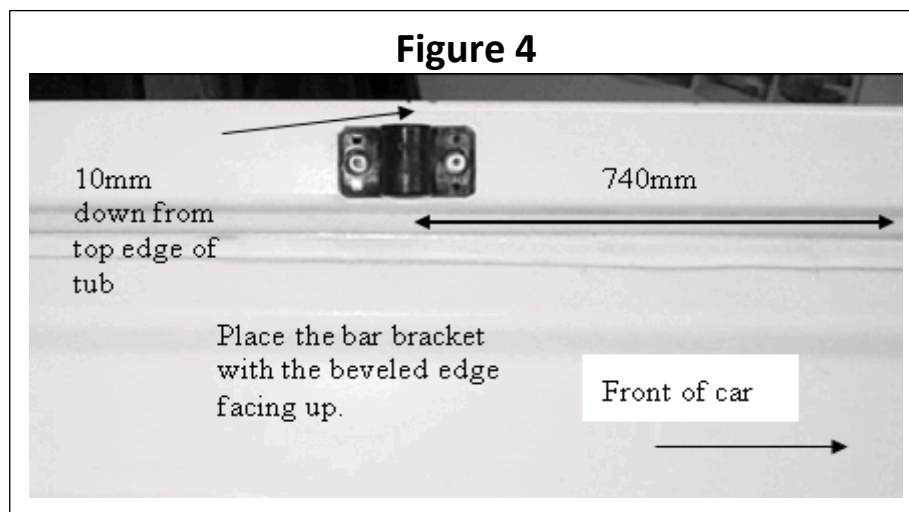 Figure 4
10mm
down from
top edge of
tub
740mm
Place the bar bracket
with the beveled edge
facing up.
Front of car